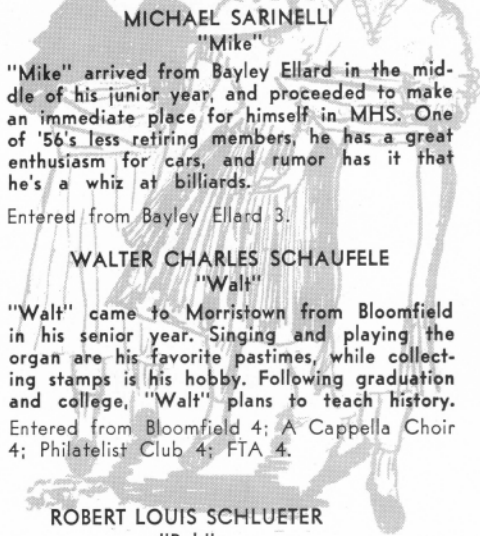 MICHAEL SARINELLI
"Mike"
"Mike" arrived from Bayley Ellard in the mid-
dle of his junior year, and proceeded to make
an immediate place for himself in MHS. One
of '56's less retiring members, he has a great
enthusiasm for cars, and rumor has it that
he's a whiz at billiards.
Entered from Bayley Ellard 3.
WALTER CHARLES SCHAUFELE
"Walt"
"Walt" came to Morristown from Bloomfield
in his senior year. Singing and playing the
organ are his favorite pastimes, while collect-
ing stamps is his hobby. Following graduation
and college, "Walt" plans to teach history.
Entered from Bloomfield 4; A Cappella Choir
4; Philatelist Club 4; FTA 4.
ROBERT LOUIS SCHLUETER